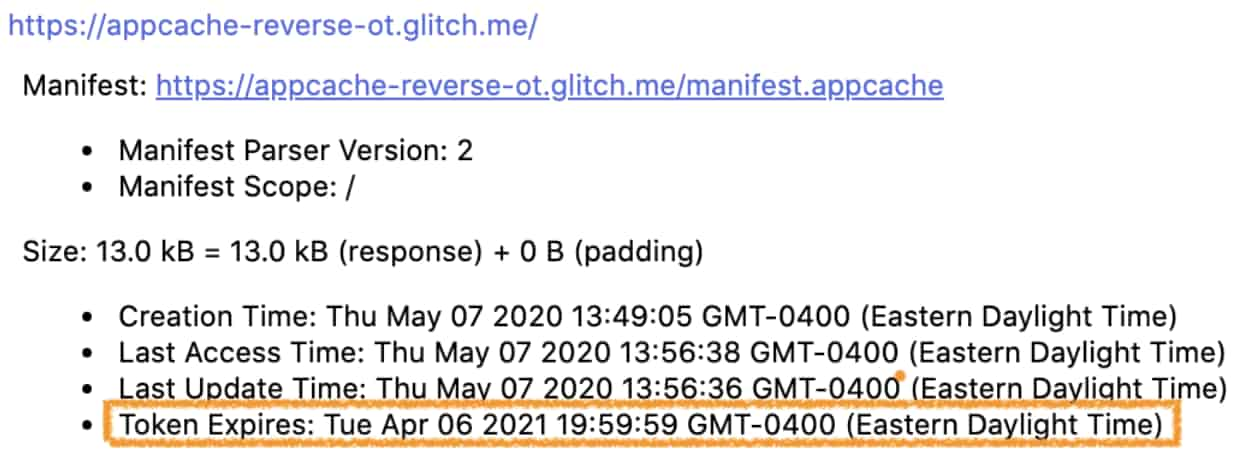 https://appcache-reverse-ot.glitch.me/
Manifest: https://appcache-reverse-ot.glitch.me/manifest.appcache
• Manifest Parser Version: 2
• Manifest Scope: /
Size: 13.0 kB = 13.0 kB (response) + 0 B (padding)
• Creation Time: Thu May 07 2020 13:49:05 GMT-0400 (Eastern Daylight Time)
• Last Access Time: Thu May 07 2020 13:56:38 GMT-0400 (Eastern Daylight Time)
• Last Update Time: Thu May 07 2020 13:56:36 GMT-0400 (Eastern Daylight Time)
• Token Expires: Tue Apr 06 2021 19:59:59 GMT-0400 (Eastern Daylight Time)